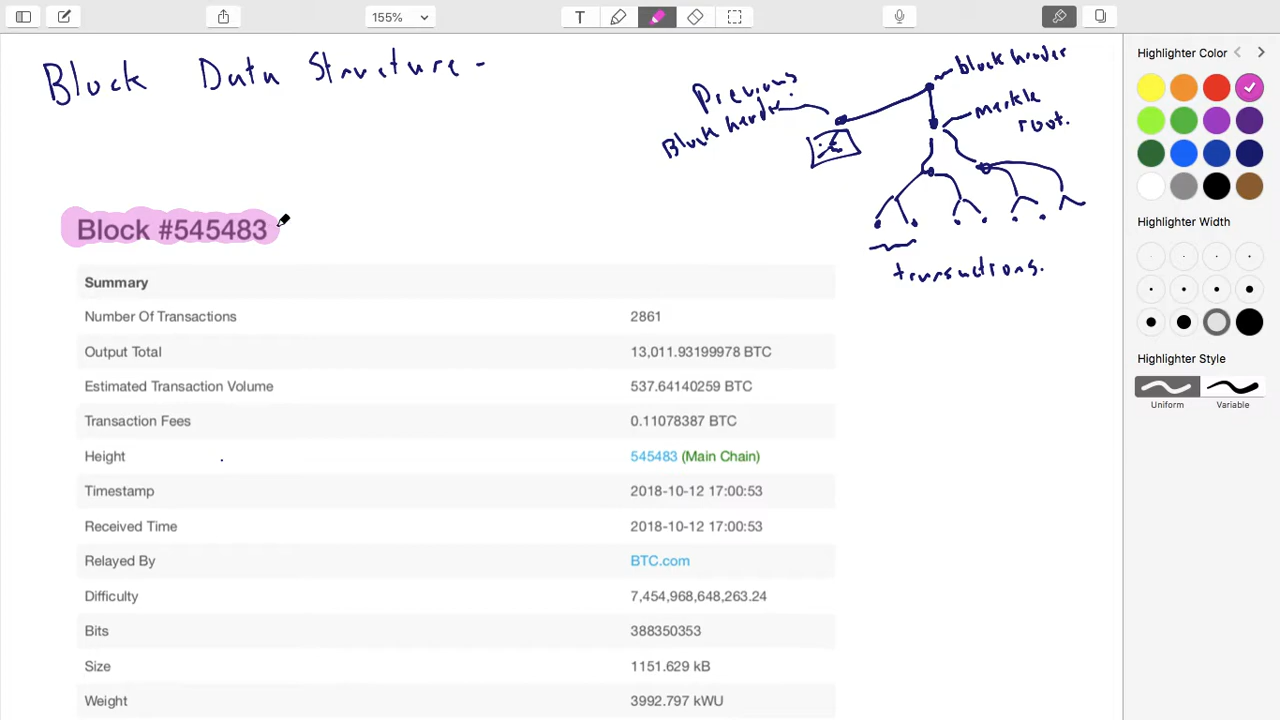 155%
T
Block Data Structure -
Previous
Block header
block header
merkle
root.
transactions.
Block #545483
Summary
Number Of Transactions 2861
Output Total 13,011.93199978 BTC
Estimated Transaction Volume 537.64140259 BTC
Transaction Fees 0.11078387 BTC
Height 545483 (Main Chain)
Timestamp 2018-10-12 17:00:53
Received Time 2018-10-12 17:00:53
Relayed By BTC.com
Difficulty 7,454,968,648,263.24
Bits 388350353
Size 1151.629 kB
Weight 3992.797 kWU
Highlighter Color
Highlighter Width
Highlighter Style
Uniform Variable